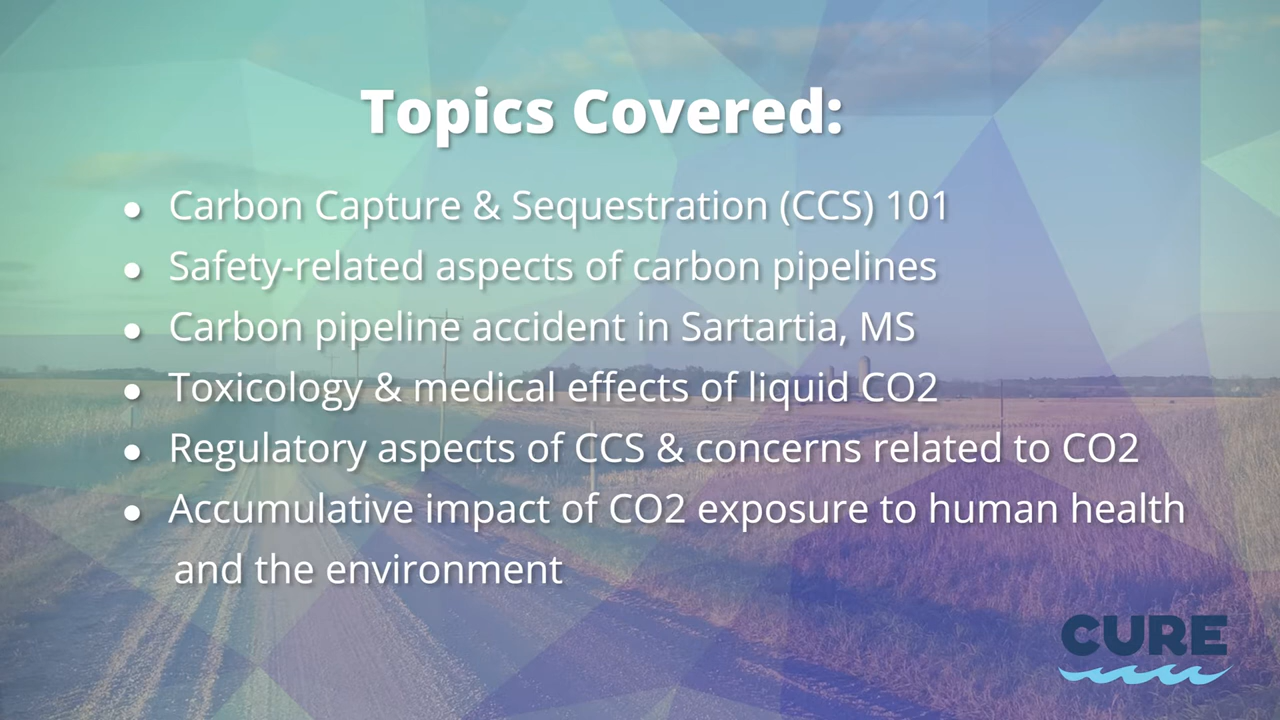 Topics Covered:
• Carbon Capture & Sequestration (CCS) 101
• Safety-related aspects of carbon pipelines
• Carbon pipeline accident in Sartartia, MS
• Toxicology & medical effects of liquid CO2
• Regulatory aspects of CCS & concerns related to CO2
• Accumulative impact of CO2 exposure to human health
and the environment
CURE